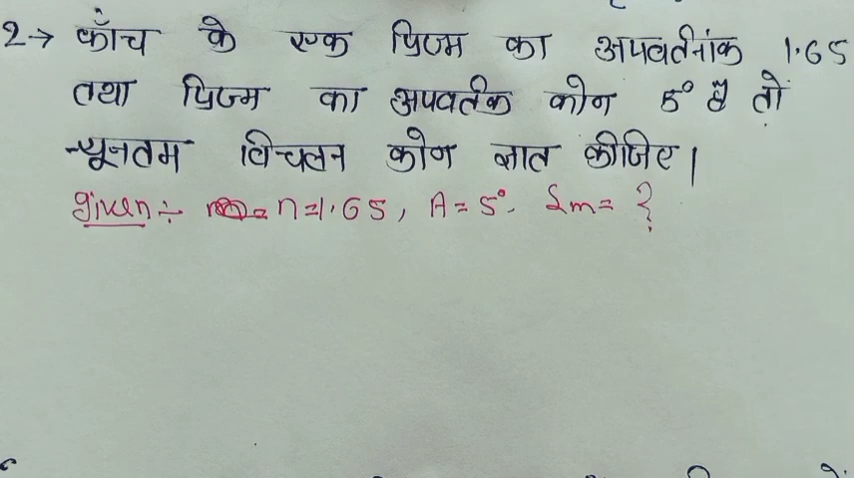 2→ काँच के एक प्रिज्म का अपवर्तनांक 1.65
तथा प्रिज्म का अपवर्तक कोन 5° है तो
न्यूनतम विचलन कोन ज्ञात कीजिए।
given:- n=1.65, A=5°. δm= ?